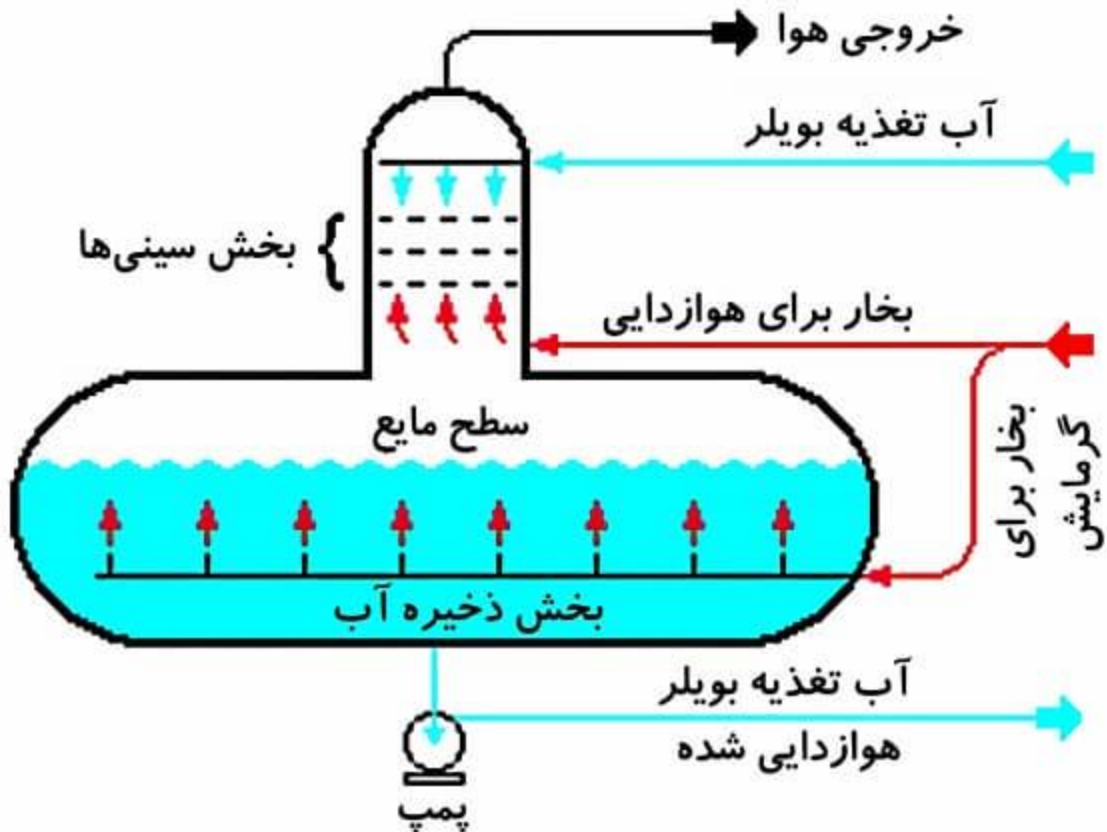 خروجی هوا
آب تغذیه بویلر
بخش سینی‌ها
بخار برای هوازدایی
بخار برای
گرمایش
سطح مایع
بخش ذخیره آب
آب تغذیه بویلر
هوازدایی شده
پمپ